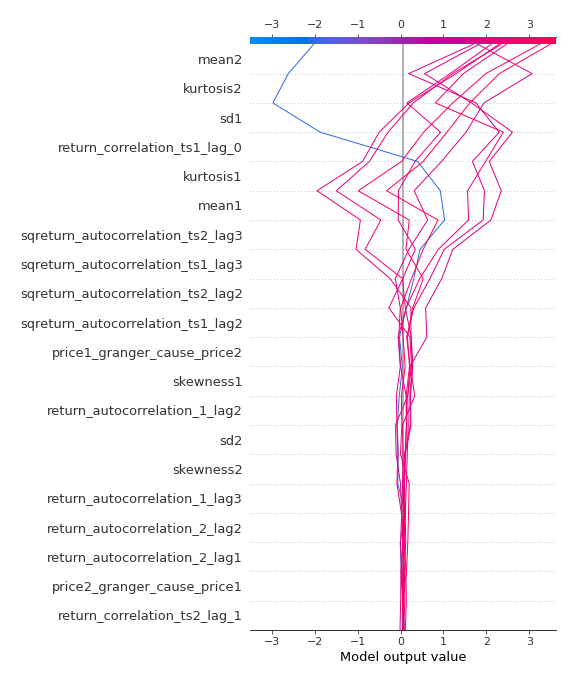 −3 −2 −1 0 1 2 3
mean2
kurtosis2
sd1
return_correlation_ts1_lag_0
kurtosis1
mean1
sqreturn_autocorrelation_ts2_lag3
sqreturn_autocorrelation_ts1_lag3
sqreturn_autocorrelation_ts2_lag2
sqreturn_autocorrelation_ts1_lag2
price1_granger_cause_price2
skewness1
return_autocorrelation_1_lag2
sd2
skewness2
return_autocorrelation_1_lag3
return_autocorrelation_2_lag2
return_autocorrelation_2_lag1
price2_granger_cause_price1
return_correlation_ts2_lag_1
−3 −2 −1 0 1 2 3
Model output value